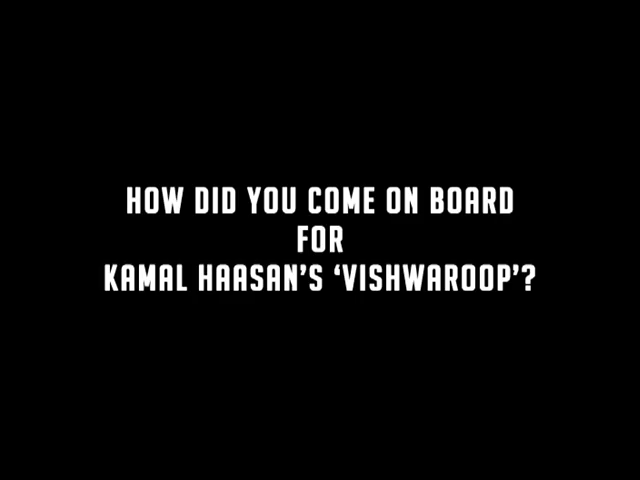 HOW DID YOU COME ON BOARD
FOR
KAMAL HAASAN’S ‘VISHWAROOP’?